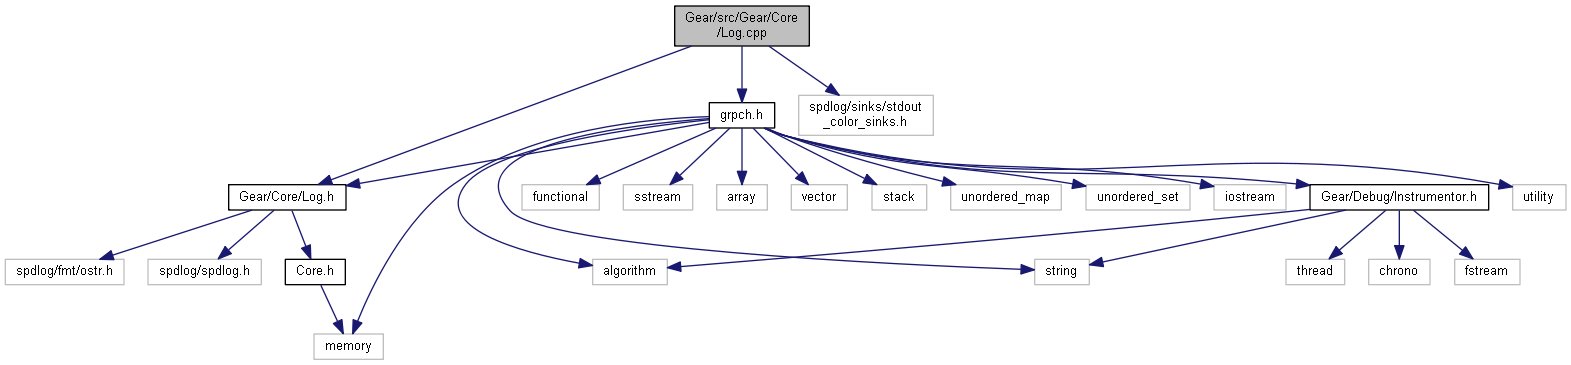 Gear/src/Gear/Core
/Log.cpp
grpch.h
spdlog/sinks/stdout
_color_sinks.h
Gear/Core/Log.h
functional
sstream
array
vector
stack
unordered_map
unordered_set
iostream
Gear/Debug/Instrumentor.h
utility
spdlog/fmt/ostr.h
spdlog/spdlog.h
Core.h
algorithm
string
thread
chrono
fstream
memory